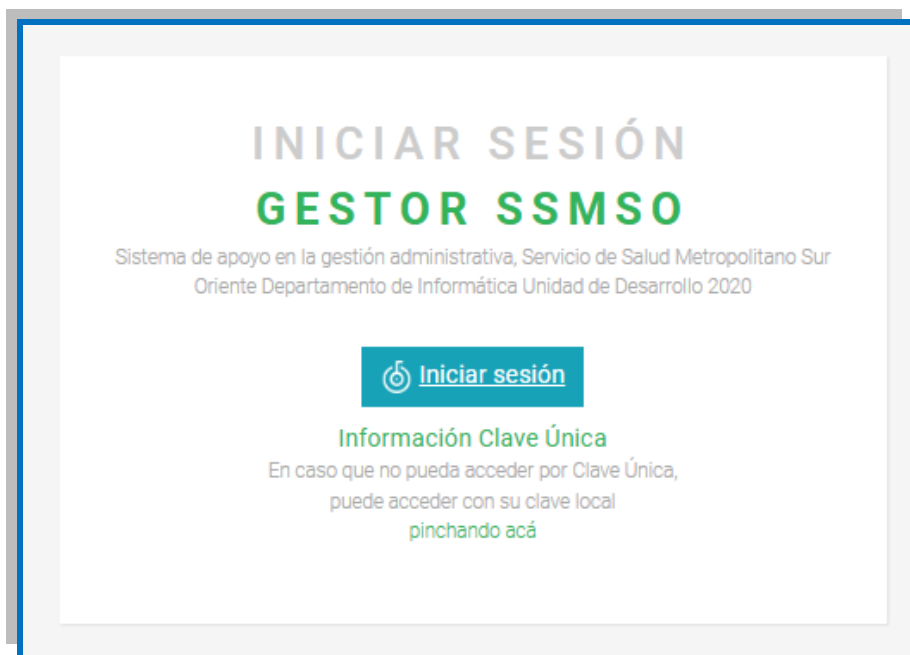 INICIAR SESIÓN
GESTOR SSMSO
Sistema de apoyo en la gestión administrativa, Servicio de Salud Metropolitano Sur
Oriente Departamento de Informática Unidad de Desarrollo 2020
Iniciar sesión
Información Clave Única
En caso que no pueda acceder por Clave Única,
puede acceder con su clave local
pinchando acá